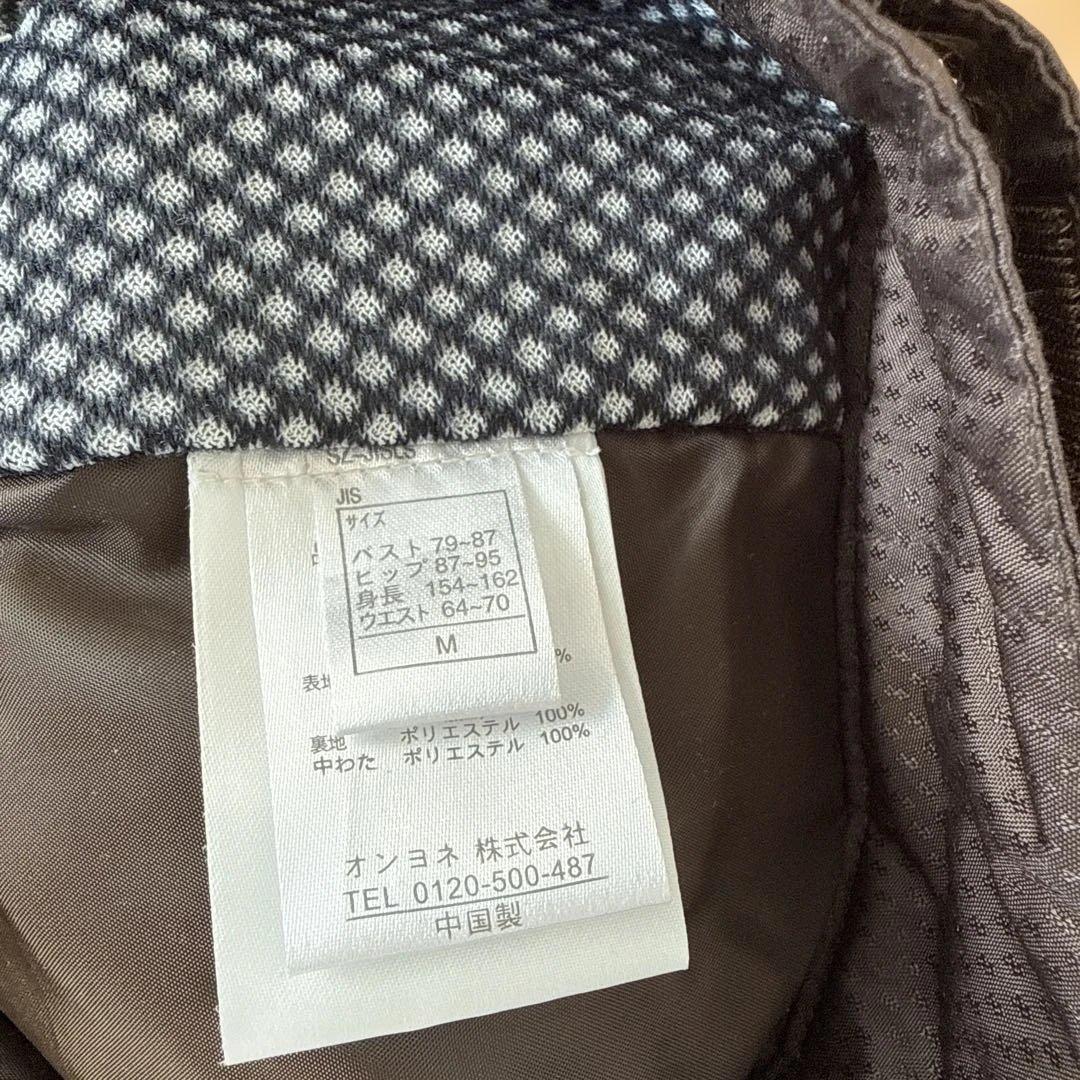 SZ-JISLS
JIS
サイズ
バスト 79~87
ヒップ 87~95
身長 154~162
ウエスト 64~70
M
%
裏地 ポリエステル 100%
中わた ポリエステル 100%
オンヨネ 株式会社
TEL 0120-500-487
中国製